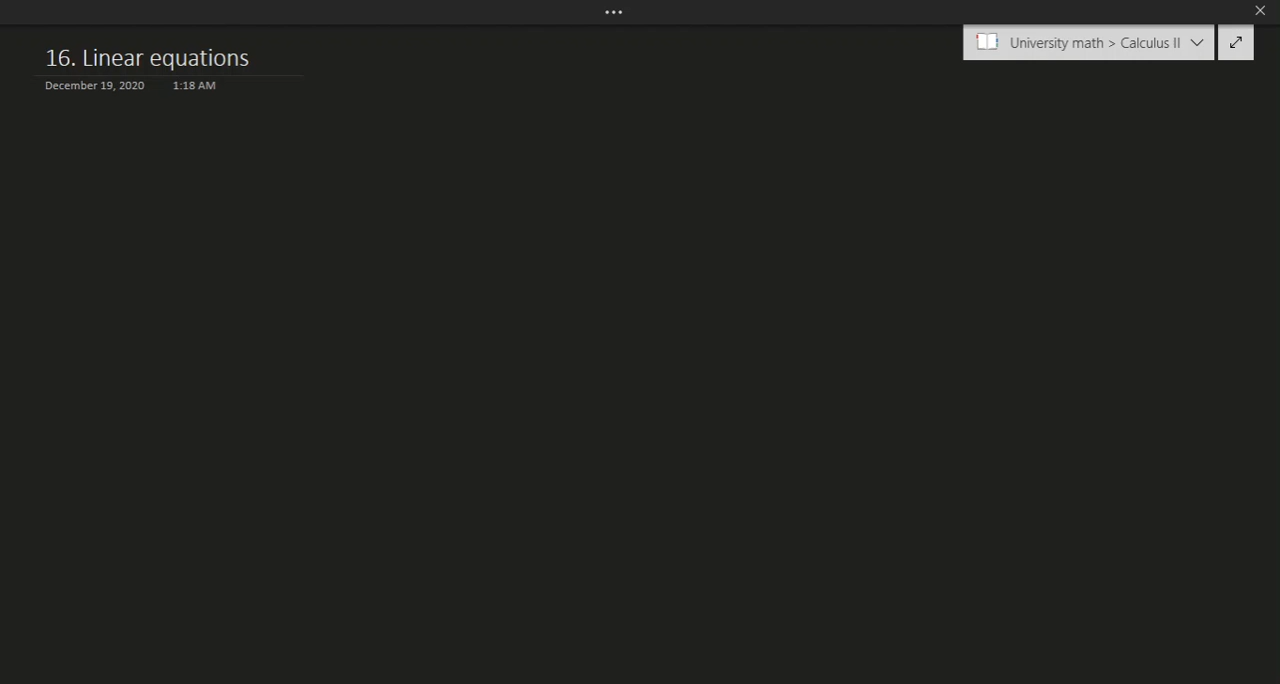 16. Linear equations
University math > Calculus II
December 19, 2020 1:18 AM